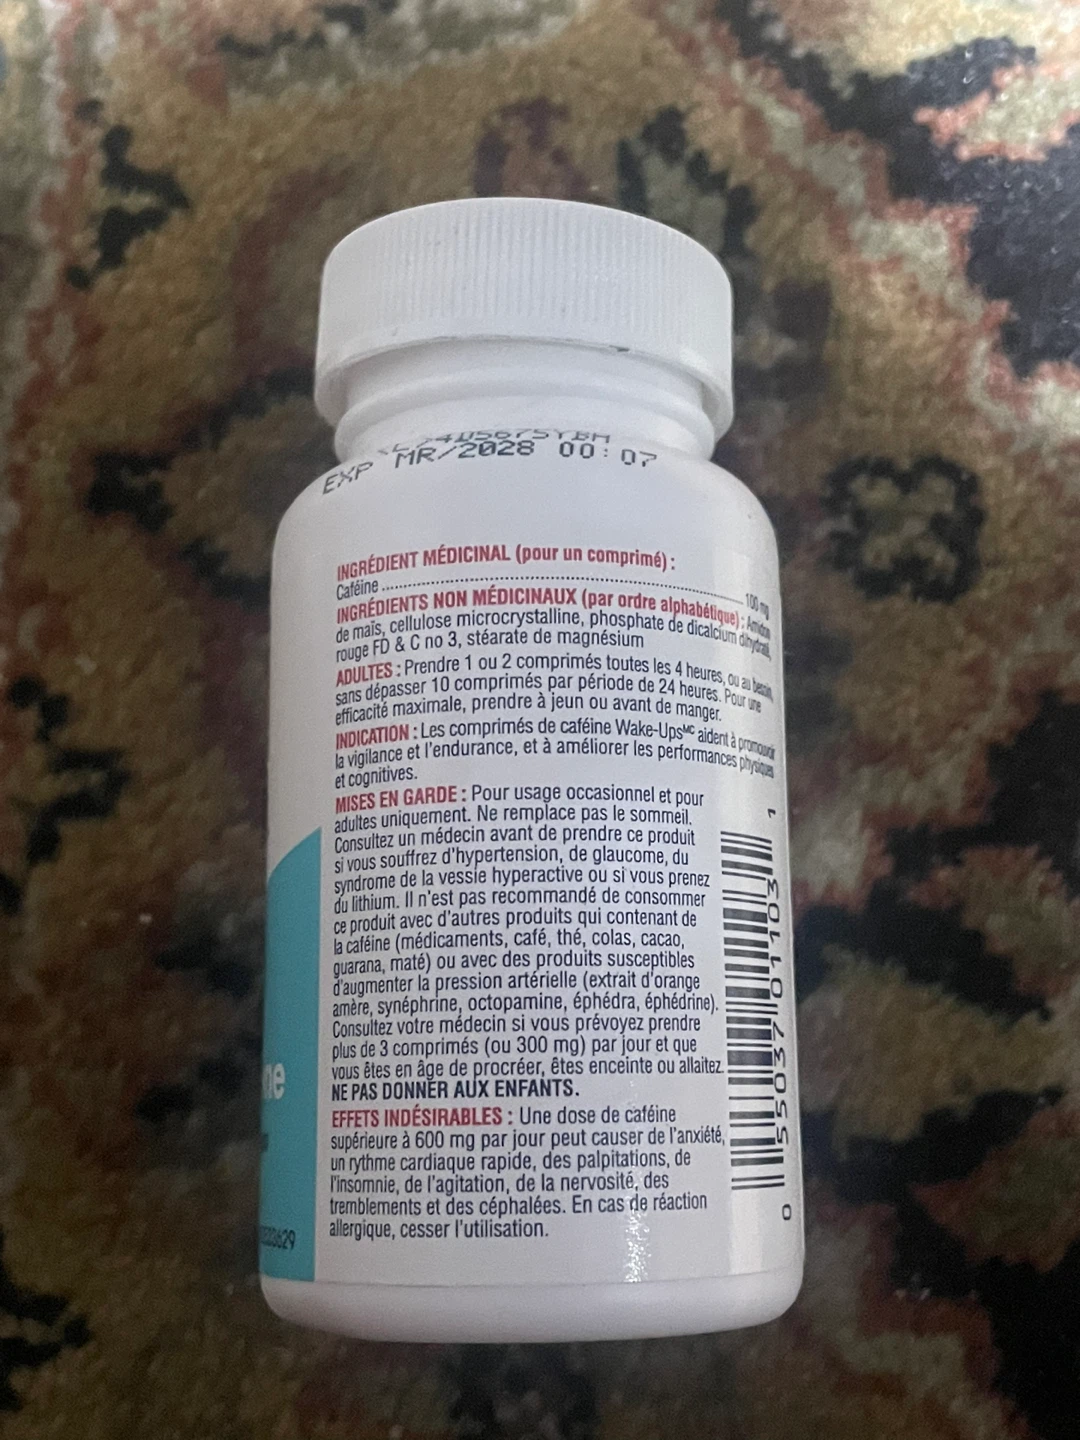 EXP MR/2028 00:07
INGRÉDIENT MÉDICINAL (pour un comprimé) :
Caféine ........................................ 100 mg
INGRÉDIENTS NON MÉDICINAUX (par ordre alphabétique) : Amidon
de maïs, cellulose microcrystalline, phosphate de dicalcium dihydraté,
rouge FD & C no 3, stéarate de magnésium
ADULTES : Prendre 1 ou 2 comprimés toutes les 4 heures, ou au besoin,
sans dépasser 10 comprimés par période de 24 heures. Pour une
efficacité maximale, prendre à jeun ou avant de manger.
INDICATION : Les comprimés de caféine Wake-Upsᴹᶜ aident à promouvoir
la vigilance et l'endurance, et à améliorer les performances physiques
et cognitives.
MISES EN GARDE : Pour usage occasionnel et pour
adultes uniquement. Ne remplace pas le sommeil.
Consultez un médecin avant de prendre ce produit
si vous souffrez d'hypertension, de glaucome, du
syndrome de la vessie hyperactive ou si vous prenez
du lithium. Il n'est pas recommandé de consommer
ce produit avec d'autres produits qui contenant de
la caféine (médicaments, café, thé, colas, cacao,
guarana, maté) ou avec des produits susceptibles
d'augmenter la pression artérielle (extrait d'orange
amère, synéphrine, octopamine, éphédra, éphédrine).
Consultez votre médecin si vous prévoyez prendre
plus de 3 comprimés (ou 300 mg) par jour et que
vous êtes en âge de procréer, êtes enceinte ou allaitez.
NE PAS DONNER AUX ENFANTS.
EFFETS INDÉSIRABLES : Une dose de caféine
supérieure à 600 mg par jour peut causer de l'anxiété,
un rythme cardiaque rapide, des palpitations, de
l'insomnie, de l'agitation, de la nervosité, des
tremblements et des céphalées. En cas de réaction
allergique, cesser l'utilisation.
0 55037 01103 1